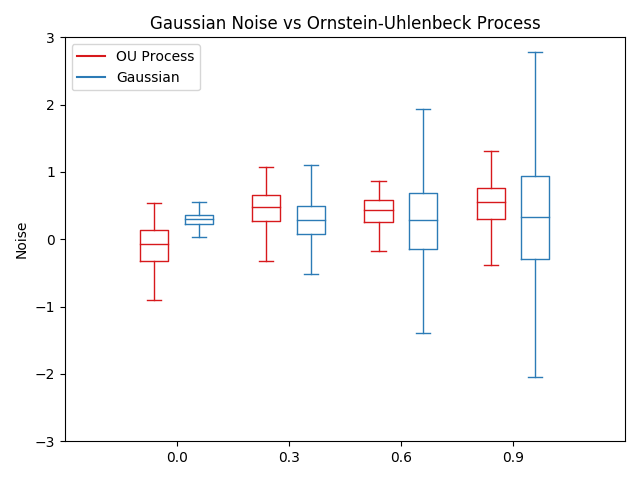 Gaussian Noise vs Ornstein-Uhlenbeck Process
OU Process
Gaussian
Noise
3
2
1
0
−1
−2
−3
0.0
0.3
0.6
0.9